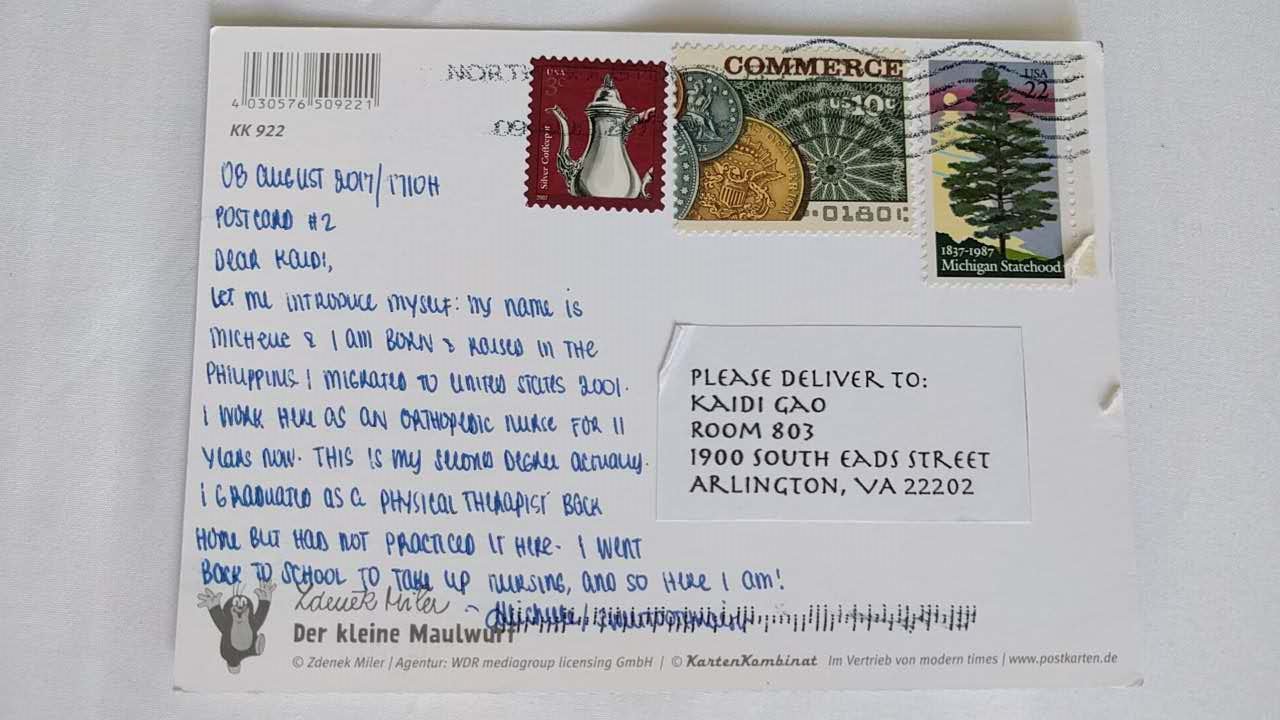 4 030576 509221
KK 922
NORTH
09
USA
3
Silver Coffeepot
2007
COMMERCE
US 10c
01801
USA
22
1837-1987
Michigan Statehood
08 AUGUST 2017/1710H
POSTCARD #2
DEAR KAIDI,
LET ME INTRODUCE MYSELF: MY NAME IS
MICHELLE & I AM BORN & RAISED IN THE
PHILIPPINES I MIGRATED TO UNITED STATES 2001.
I WORK HERE AS AN ORTHOPEDIC NURSE FOR 11
YEARS NOW. THIS IS MY SECOND DEGREE ACTUALLY.
I GRADUATED AS A PHYSICAL THERAPIST BACK
HOME BUT HAD NOT PRACTICED IT HERE. I WENT
BACK TO SCHOOL TO TAKE UP NURSING, AND SO HERE I AM!
PLEASE DELIVER TO:
KAIDI GAO
ROOM 803
1900 SOUTH EADS STREET
ARLINGTON, VA 22202
Zdenek Miler
~ Michelle/
Der kleine Maulwurf
© Zdenek Miler | Agentur: WDR mediagroup licensing GmbH | © KartenKombinat Im Vertrieb von modern times | www.postkarten.de